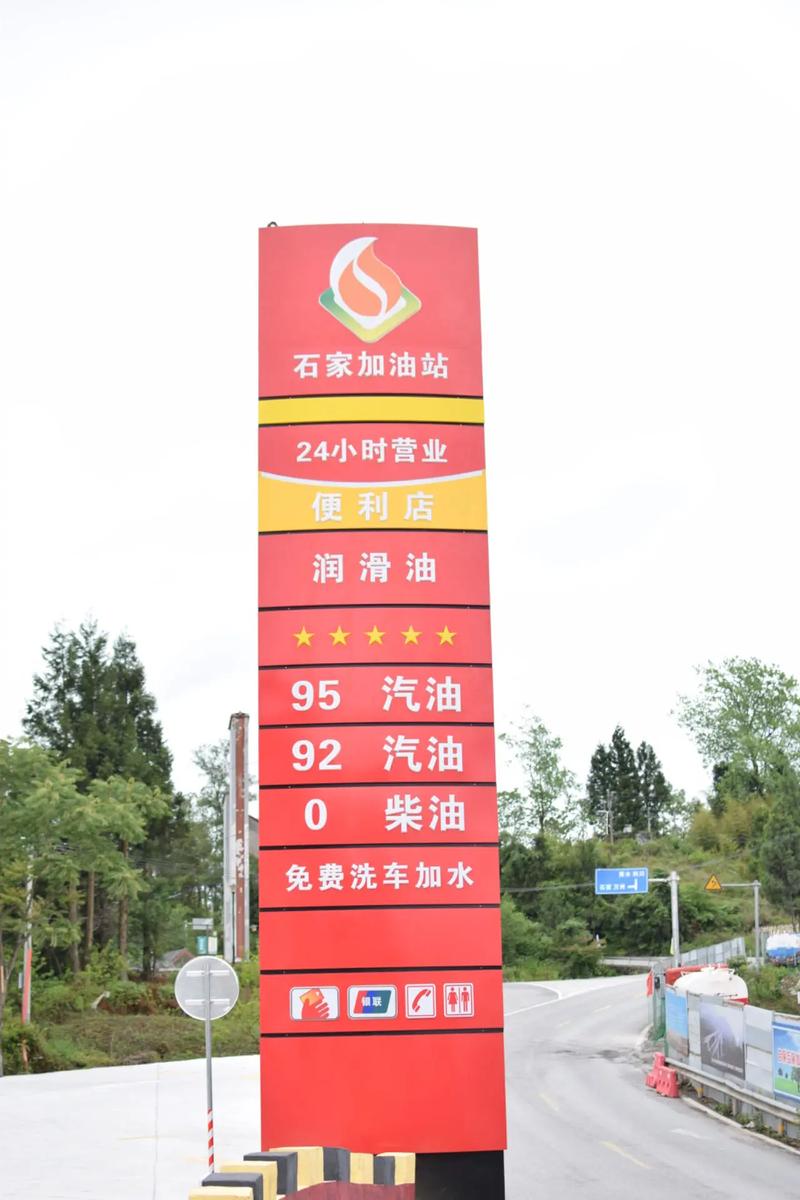 石家加油站
24小时营业
便利店
润滑油
95 汽油
92 汽油
0 柴油
免费洗车加水
银联